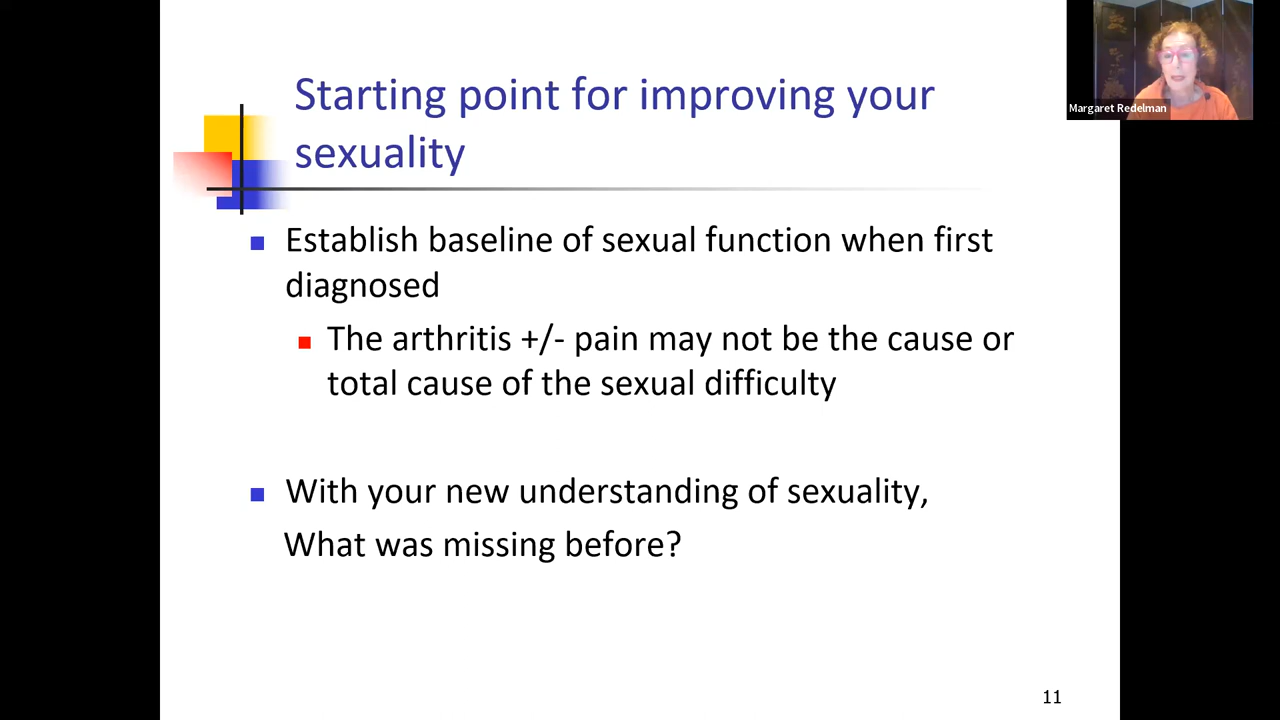 Starting point for improving your
sexuality
Margaret Redelman
Establish baseline of sexual function when first
diagnosed
The arthritis +/- pain may not be the cause or
total cause of the sexual difficulty
With your new understanding of sexuality,
What was missing before?
11